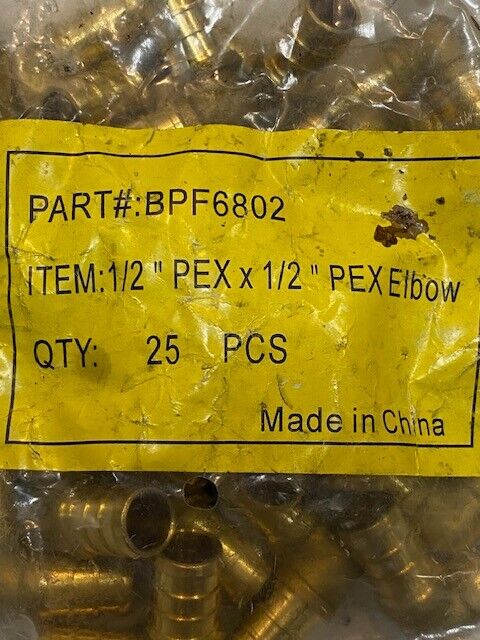 PART#:BPF6802
ITEM:1/2 " PEX x 1/2 " PEX Elbow
QTY: 25 PCS
Made in China